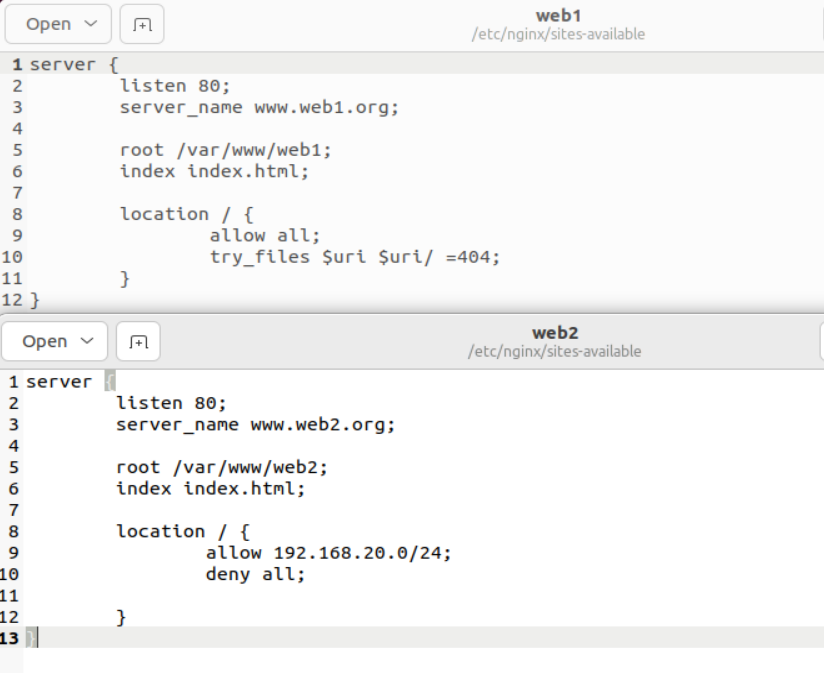 Open
web1
/etc/nginx/sites-available
1 server {
2 listen 80;
3 server_name www.web1.org;
4
5 root /var/www/web1;
6 index index.html;
7
8 location / {
9 allow all;
10 try_files $uri $uri/ =404;
11 }
12 }
Open
web2
/etc/nginx/sites-available
1 server {
2 listen 80;
3 server_name www.web2.org;
4
5 root /var/www/web2;
6 index index.html;
7
8 location / {
9 allow 192.168.20.0/24;
10 deny all;
11
12 }
13 }